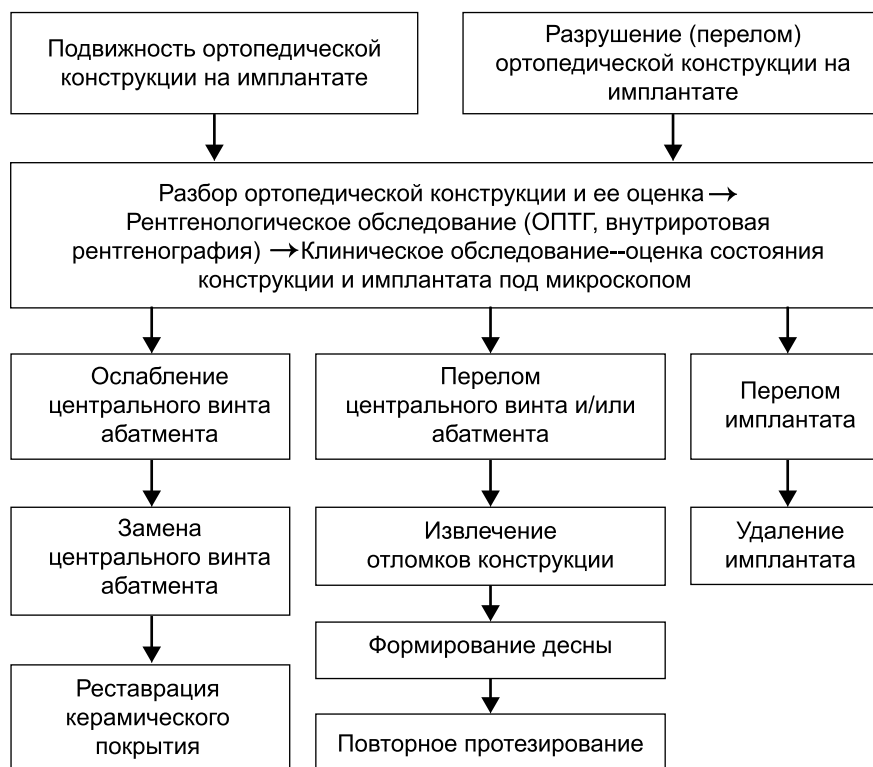 Подвижность ортопедической
конструкции на имплантате
Разрушение (перелом)
ортопедической конструкции на
имплантате
Разбор ортопедической конструкции и ее оценка →
Рентгенологическое обследование (ОПТГ, внутриротовая
рентгенография) →Клиническое обследование--оценка состояния
конструкции и имплантата под микроскопом
Ослабление
центрального винта
абатмента
Перелом
центрального винта и/или
абатмента
Перелом
имплантата
Замена
центрального винта
абатмента
Извлечение
отломков конструкции
Удаление
имплантата
Формирование десны
Реставрация
керамического
покрытия
Повторное протезирование